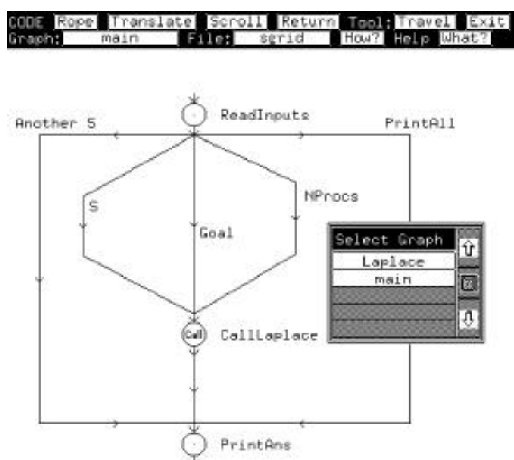 CODE Rope Translate Scroll Return Tool: Travel Exit
Graph: main File: sgrid How? Help What?
ReadInputs
Another S
PrintAll
S
NProcs
Goal
Select Graph
Laplace
main
Call CallLaplace
PrintAns